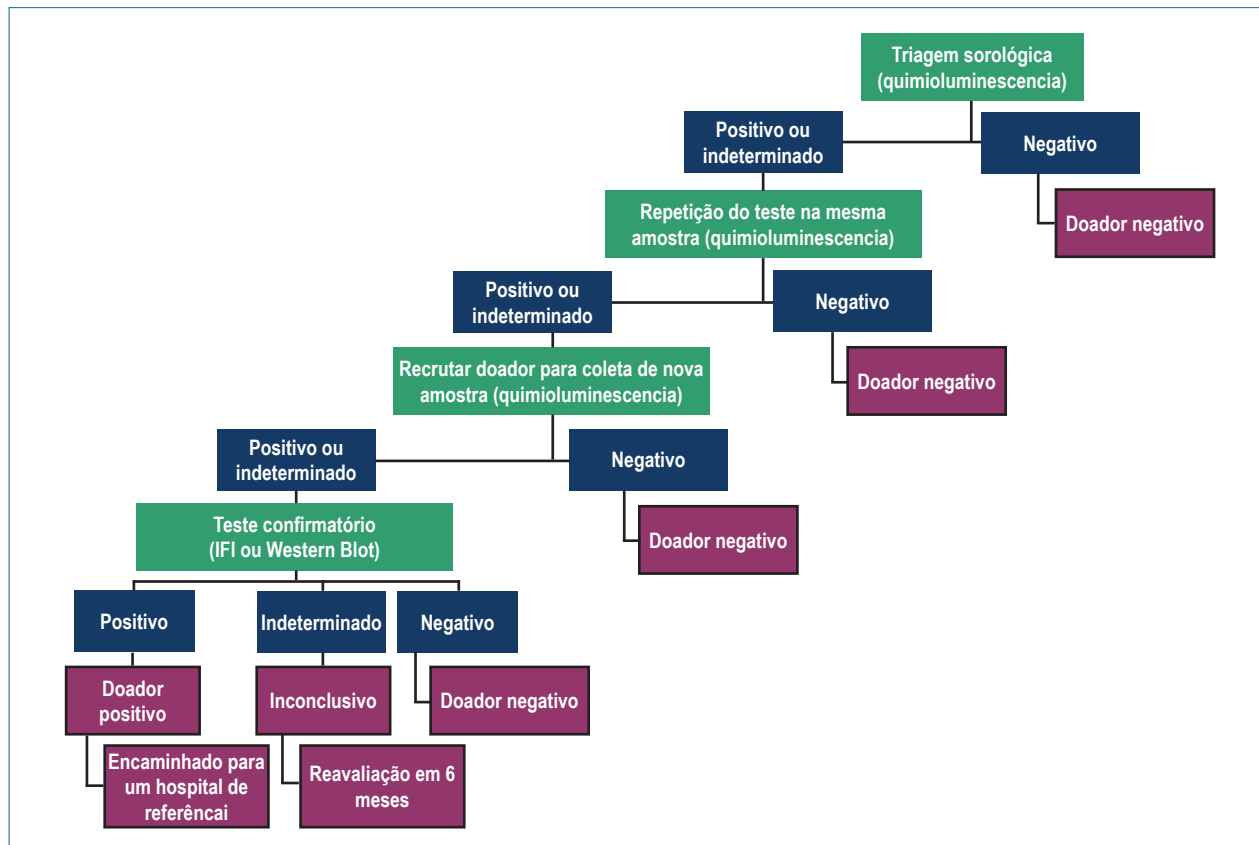 Triagem sorológica
(quimioluminescencia)
Positivo ou
indeterminado
Negativo
Doador negativo
Repetição do teste na mesma
amostra (quimioluminescencia)
Positivo ou
indeterminado
Negativo
Doador negativo
Recrutar doador para coleta de nova
amostra (quimioluminescencia)
Positivo ou
indeterminado
Negativo
Doador negativo
Teste confirmatório
(IFI ou Western Blot)
Positivo
Indeterminado
Negativo
Doador
positivo
Inconclusivo
Doador negativo
Encaminhado para
um hospital de
referêncai
Reavaliação em 6
meses